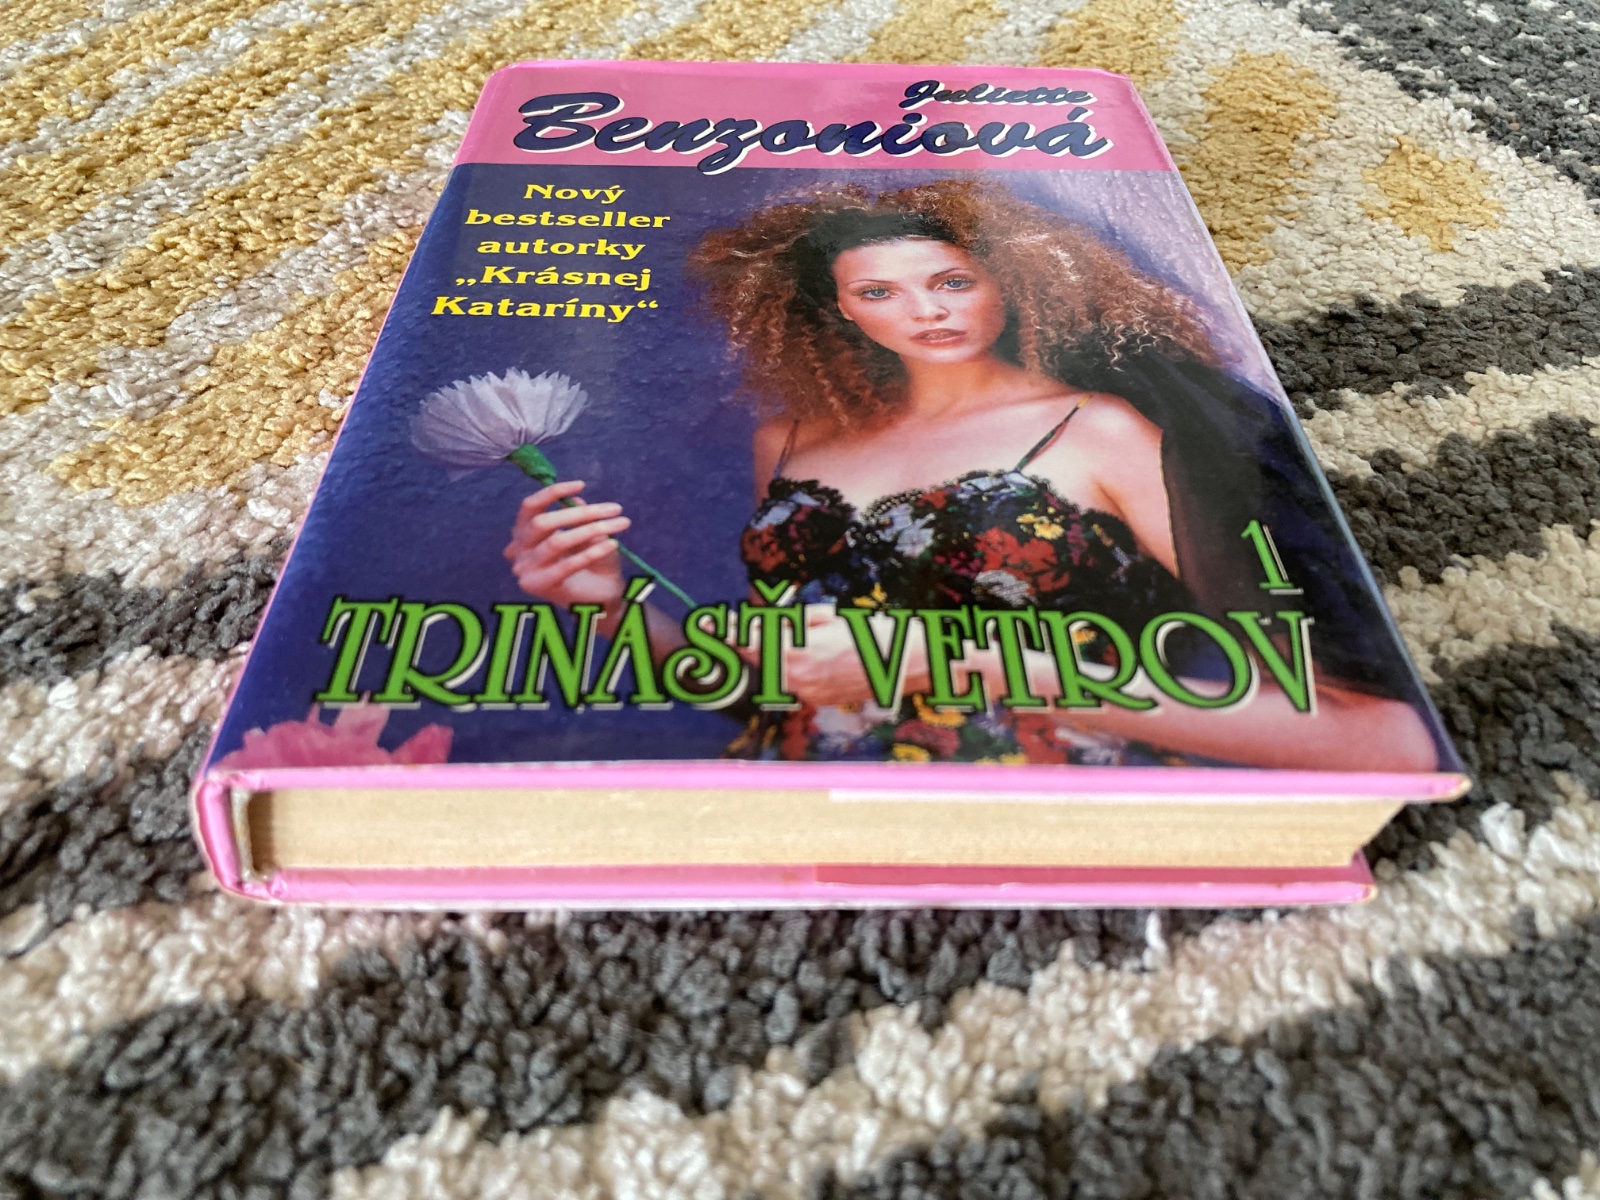 Juliette
Benzoniová
Nový
bestseller
autorky
„Krásnej
Kataríny“
1
TRINÁSŤ VETROV